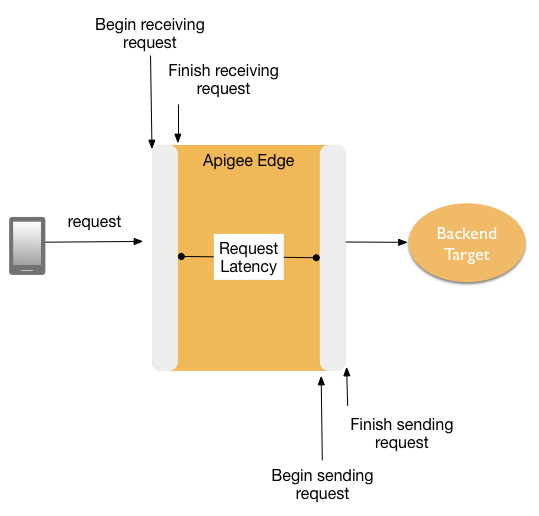 Begin receiving
request
Finish receiving
request
Apigee Edge
request
Request
Latency
Backend
Target
Finish sending
request
Begin sending
request